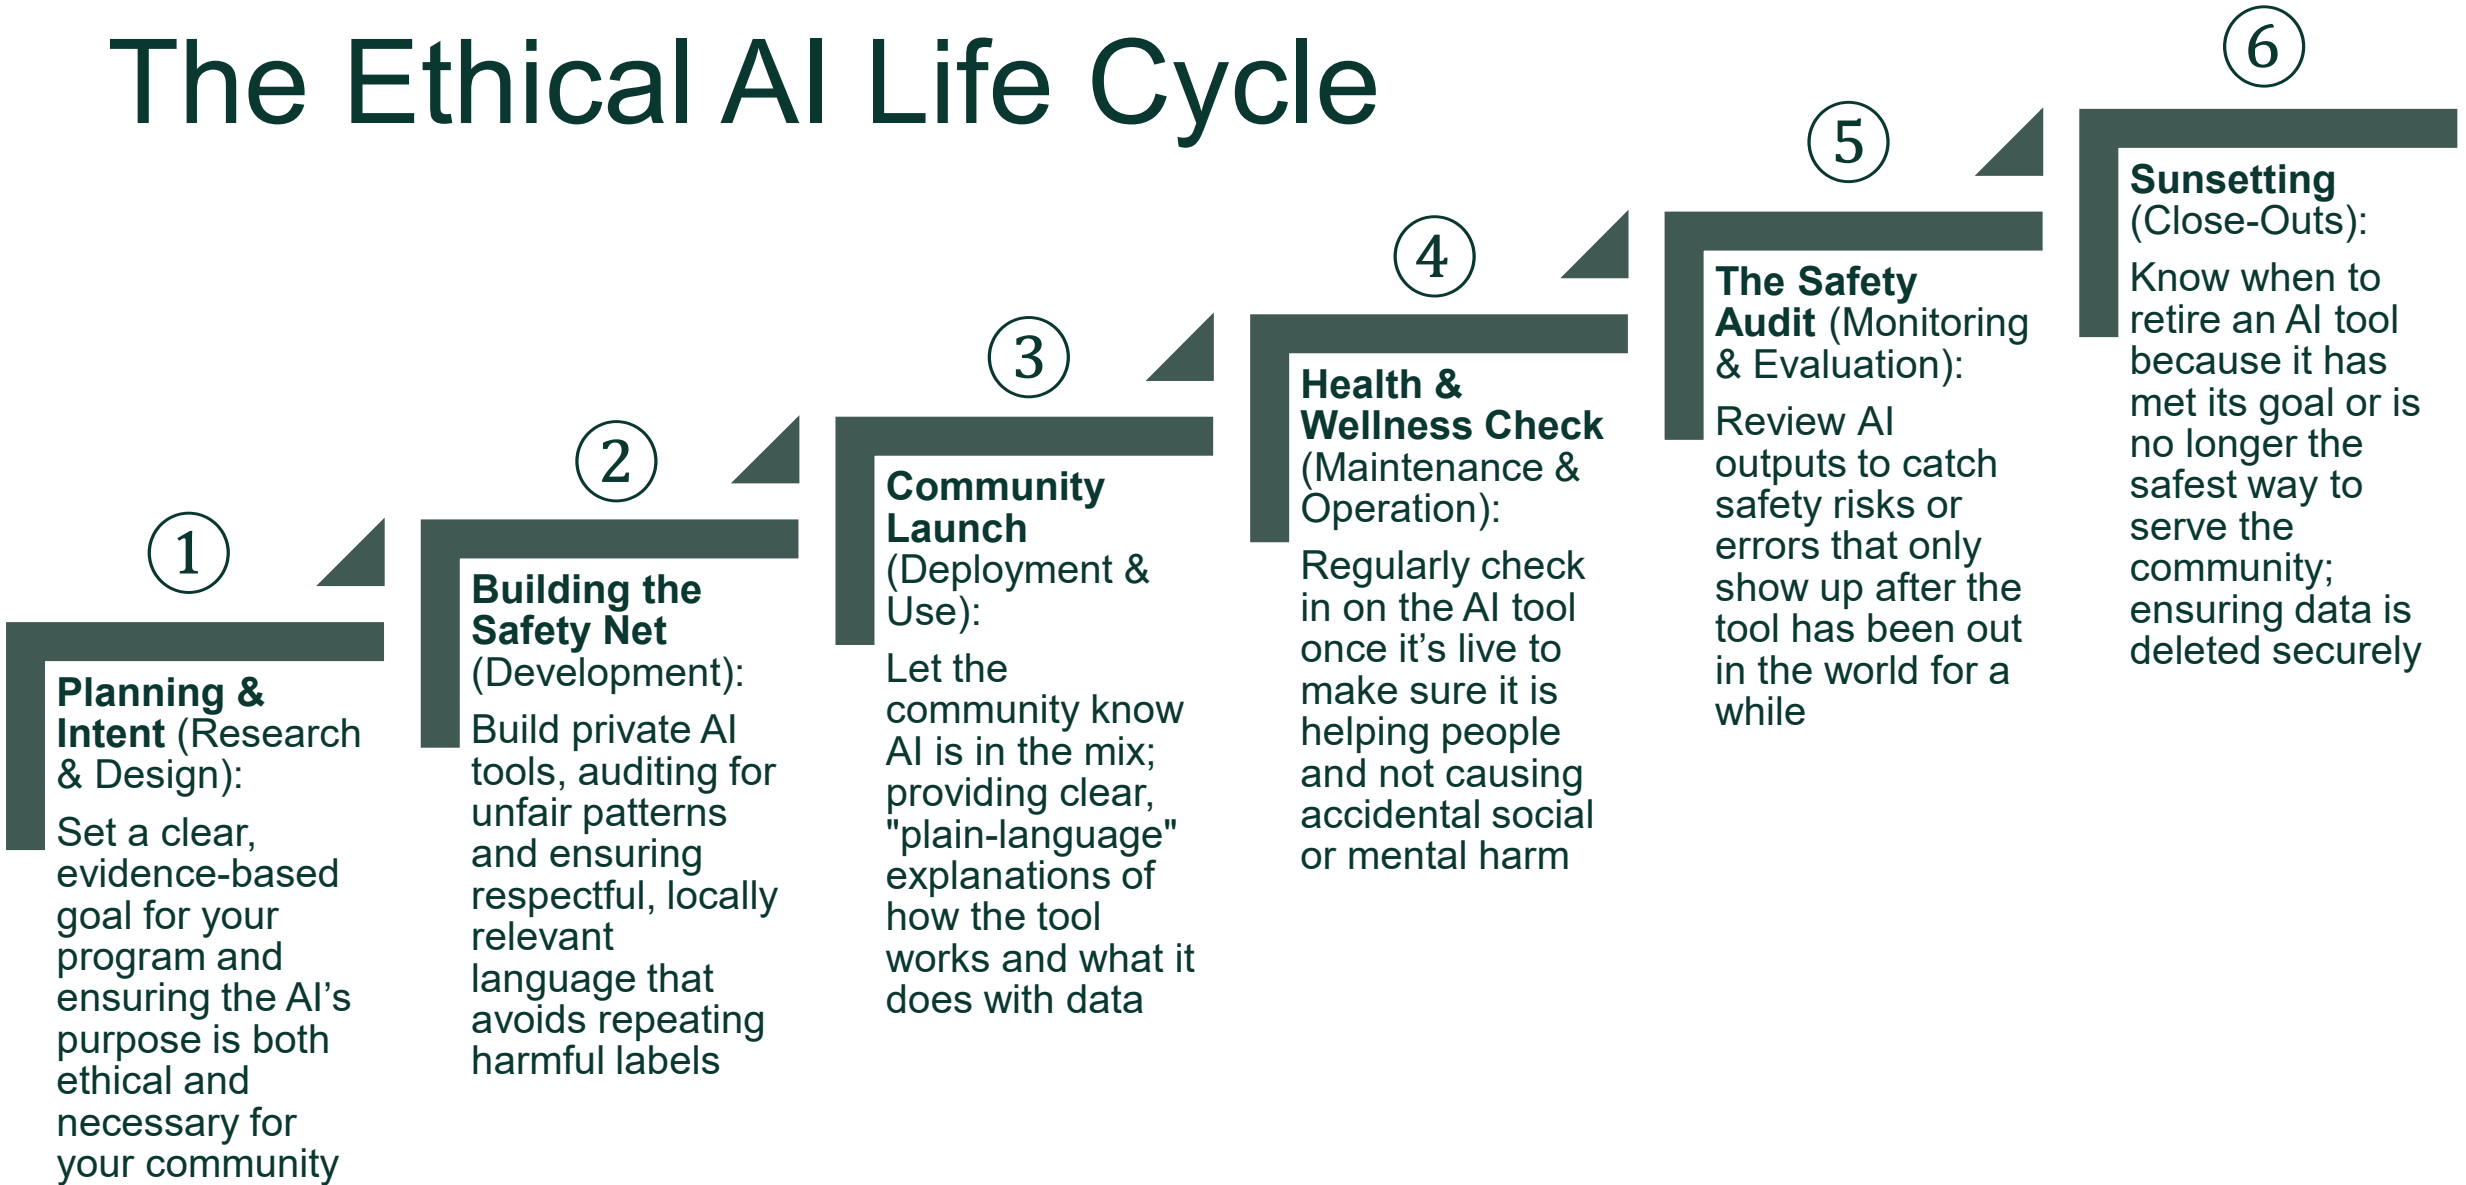 The Ethical AI Life Cycle
1
Planning &
Intent (Research
& Design):
Set a clear,
evidence-based
goal for your
program and
ensuring the AI’s
purpose is both
ethical and
necessary for
your community
2
Building the
Safety Net
(Development):
Build private AI
tools, auditing for
unfair patterns
and ensuring
respectful, locally
relevant
language that
avoids repeating
harmful labels
3
Community
Launch
(Deployment &
Use):
Let the
community know
AI is in the mix;
providing clear,
"plain-language"
explanations of
how the tool
works and what it
does with data
4
Health &
Wellness Check
(Maintenance &
Operation):
Regularly check
in on the AI tool
once it’s live to
make sure it is
helping people
and not causing
accidental social
or mental harm
5
The Safety
Audit (Monitoring
& Evaluation):
Review AI
outputs to catch
safety risks or
errors that only
show up after the
tool has been out
in the world for a
while
6
Sunsetting
(Close-Outs):
Know when to
retire an AI tool
because it has
met its goal or is
no longer the
safest way to
serve the
community;
ensuring data is
deleted securely